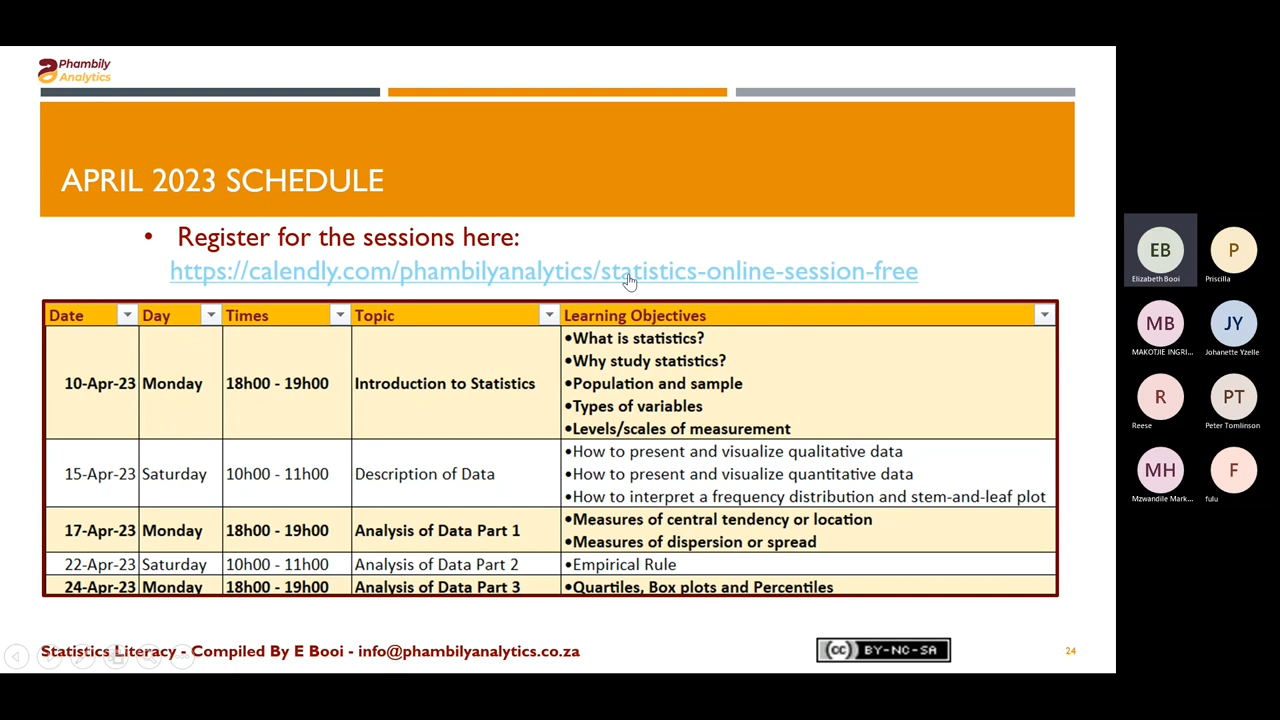 Phambily
Analytics
APRIL 2023 SCHEDULE
• Register for the sessions here:
https://calendly.com/phambilyanalytics/statistics-online-session-free
Date Day Times Topic Learning Objectives
10-Apr-23 Monday 18h00 - 19h00 Introduction to Statistics
•What is statistics?
•Why study statistics?
•Population and sample
•Types of variables
•Levels/scales of measurement
15-Apr-23 Saturday 10h00 - 11h00 Description of Data
•How to present and visualize qualitative data
•How to present and visualize quantitative data
•How to interpret a frequency distribution and stem-and-leaf plot
17-Apr-23 Monday 18h00 - 19h00 Analysis of Data Part 1
•Measures of central tendency or location
•Measures of dispersion or spread
22-Apr-23 Saturday 10h00 - 11h00 Analysis of Data Part 2 •Empirical Rule
24-Apr-23 Monday 18h00 - 19h00 Analysis of Data Part 3 •Quartiles, Box plots and Percentiles
Statistics Literacy - Compiled By E Booi - info@phambilyanalytics.co.za
cc BY-NC-SA
24
EB
Elizabeth Booi
P
Priscilla
MB
MAKOTJIE INGRI...
JY
Johanette Yzelle
R
Reese
PT
Peter Tomlinson
MH
Mzwandile Mark...
F
fulu